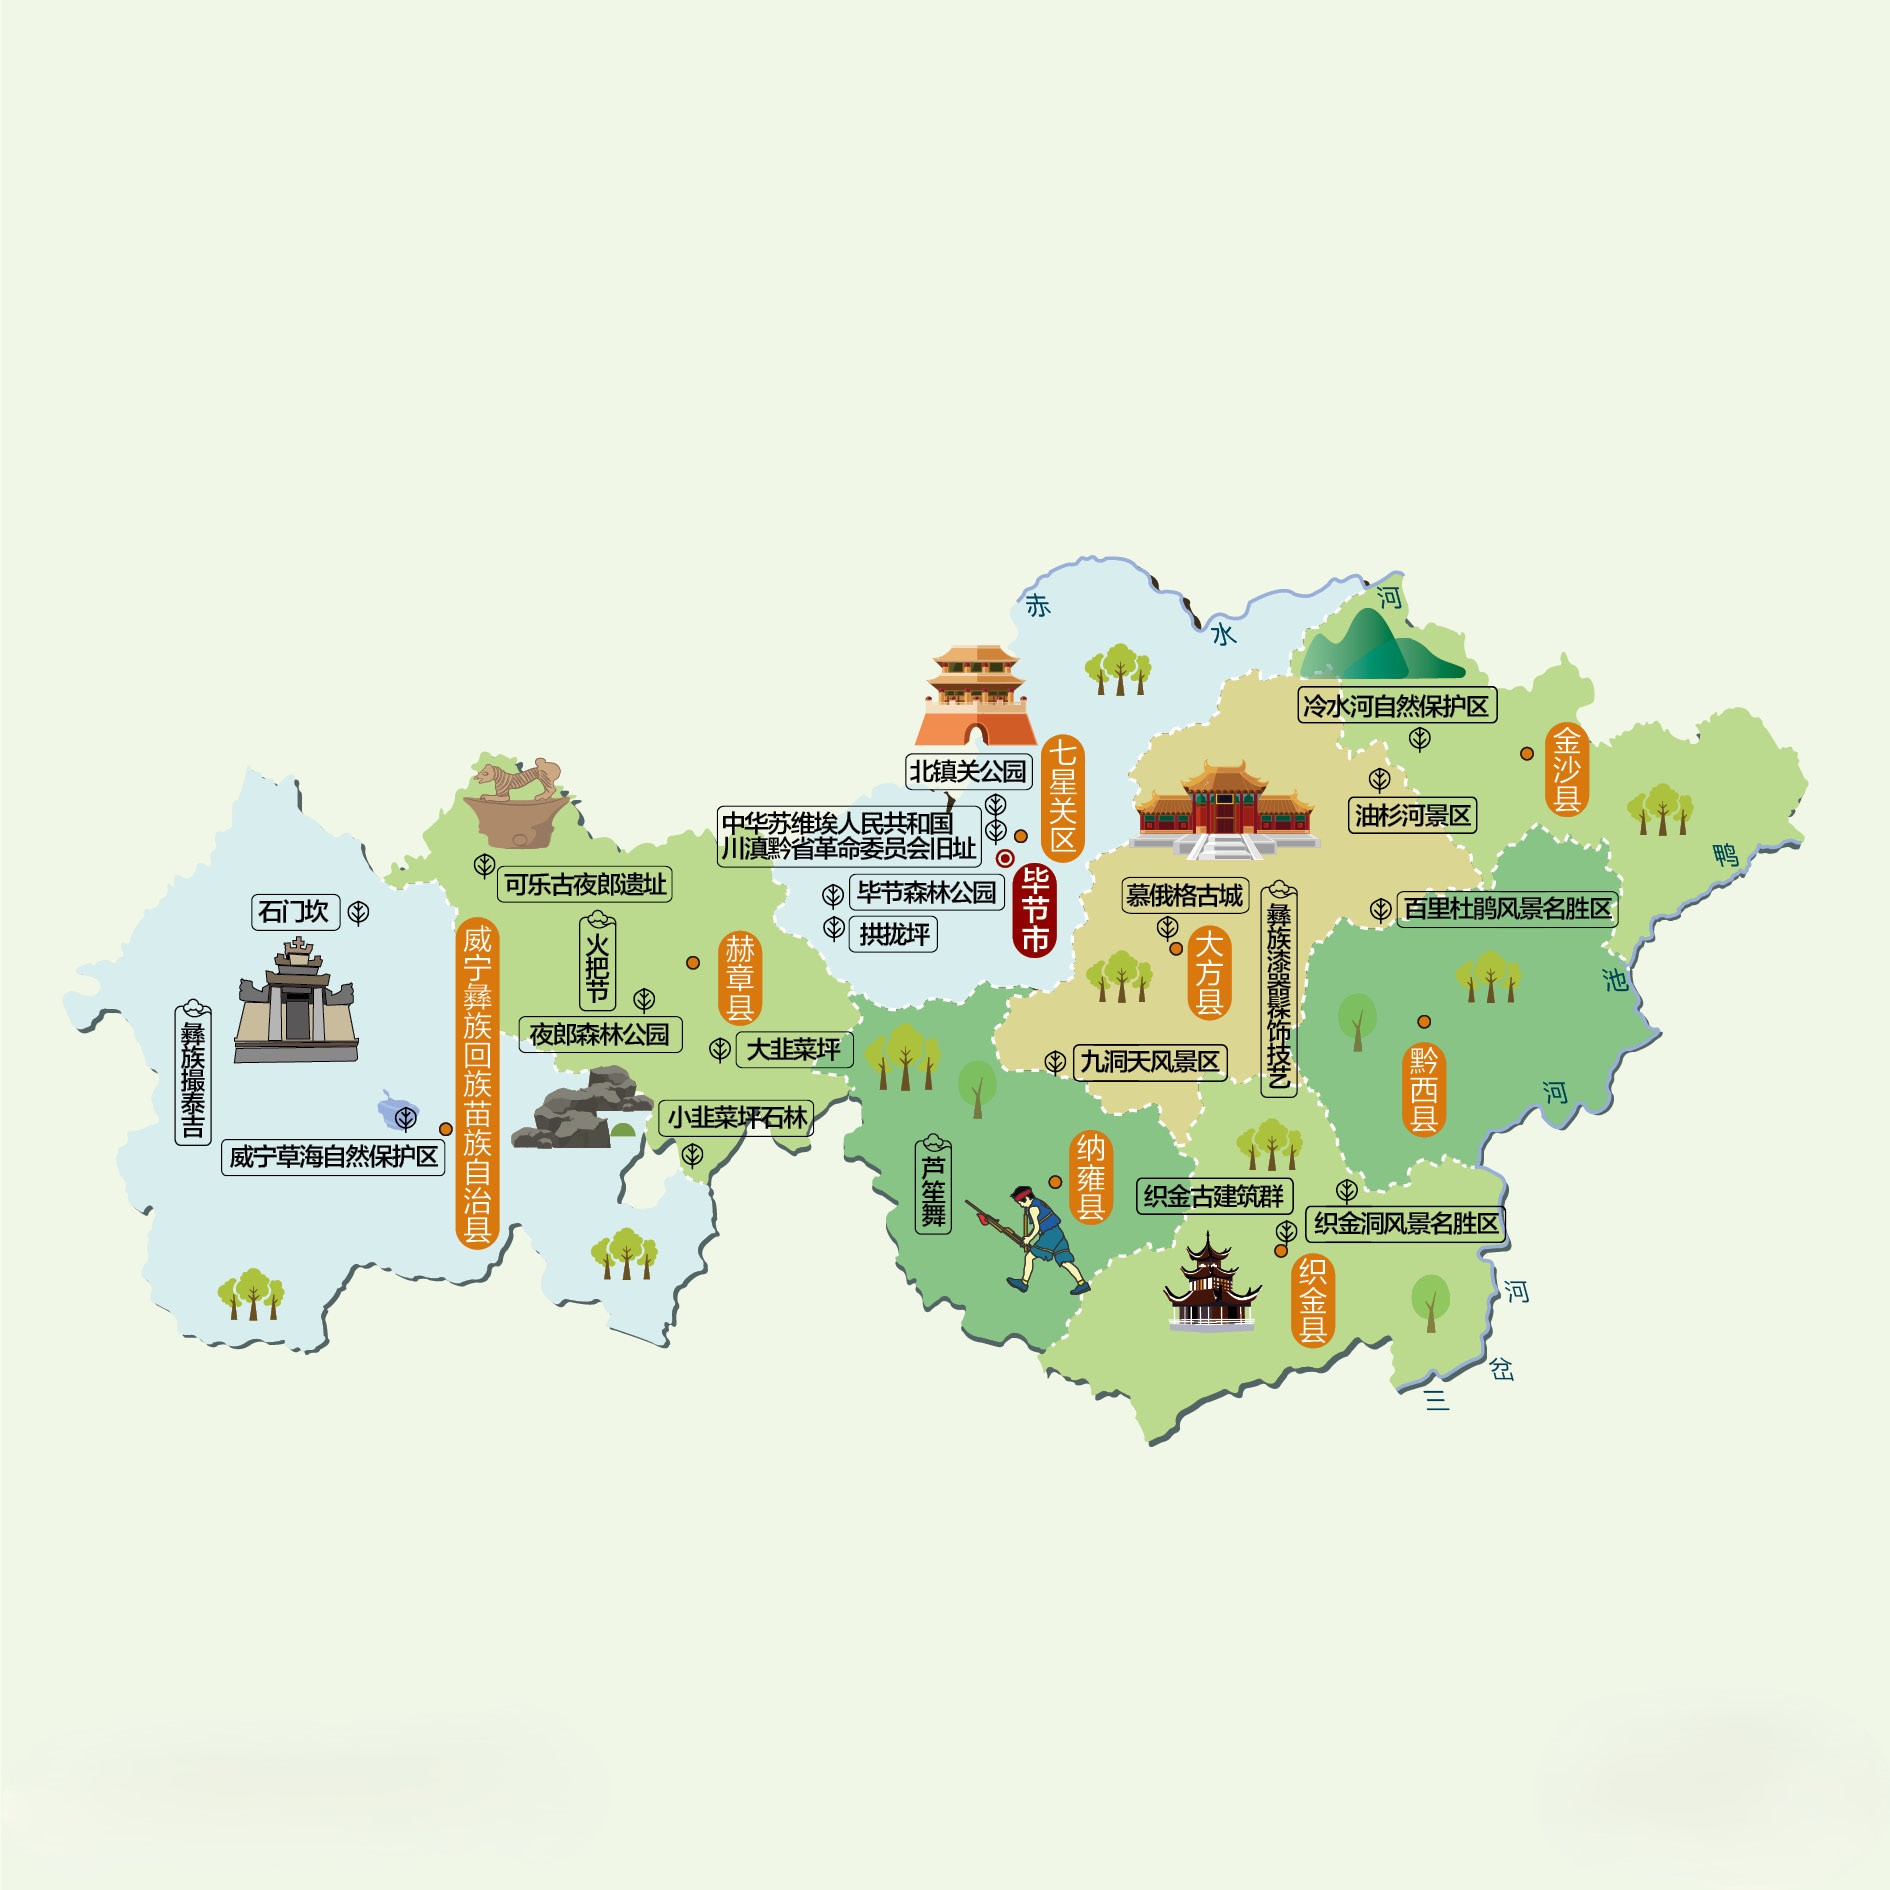 赤
水
河
冷水河自然保护区
金沙县
七星关区
北镇关公园
油杉河景区
中华苏维埃人民共和国
川滇黔省革命委员会旧址
鸭
可乐古夜郎遗址
毕节森林公园
毕节市
慕俄格古城
百里杜鹃风景名胜区
石门坎
火把节
赫章县
拱拢坪
大方县
彝族漆器髹饰技艺
威宁彝族回族苗族自治县
池
彝族撮泰吉
夜郎森林公园
大韭菜坪
九洞天风景区
黔西县
河
小韭菜坪石林
威宁草海自然保护区
芦笙舞
纳雍县
织金古建筑群
织金洞风景名胜区
织金县
河
岔
三